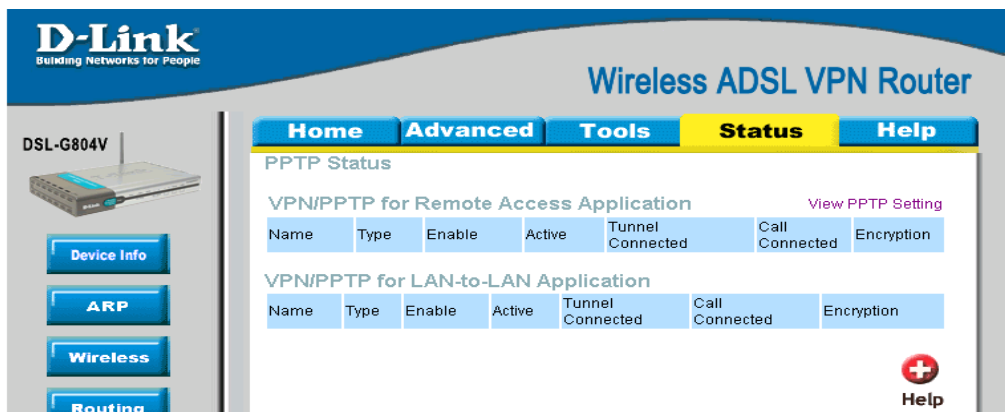 D-Link
Building Networks for People
Wireless ADSL VPN Router
DSL-G804V
Home Advanced Tools Status Help
PPTP Status
VPN/PPTP for Remote Access Application View PPTP Setting
Name Type Enable Active Tunnel Connected Call Connected Encryption
VPN/PPTP for LAN-to-LAN Application
Name Type Enable Active Tunnel Connected Call Connected Encryption
Device Info
ARP
Wireless
Routing
Help